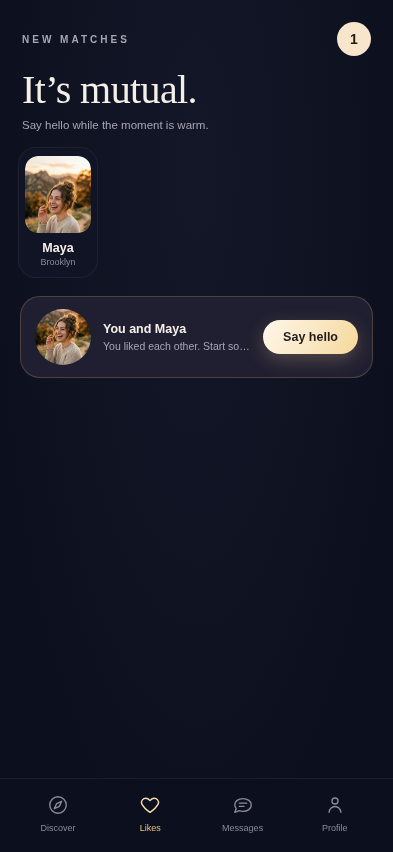 NEW MATCHES
1
It’s mutual.
Say hello while the moment is warm.
Maya
Brooklyn
You and Maya
You liked each other. Start so…
Say hello
Discover
Likes
Messages
Profile